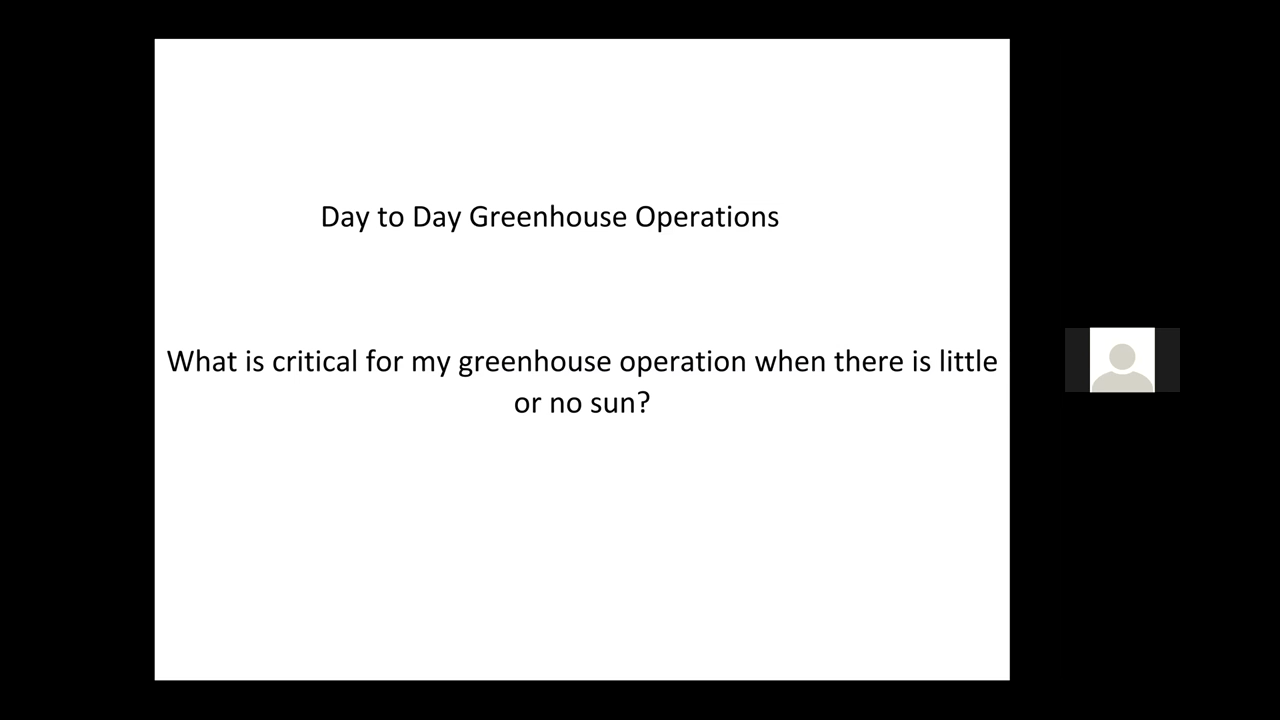 Day to Day Greenhouse Operations
What is critical for my greenhouse operation when there is little
or no sun?